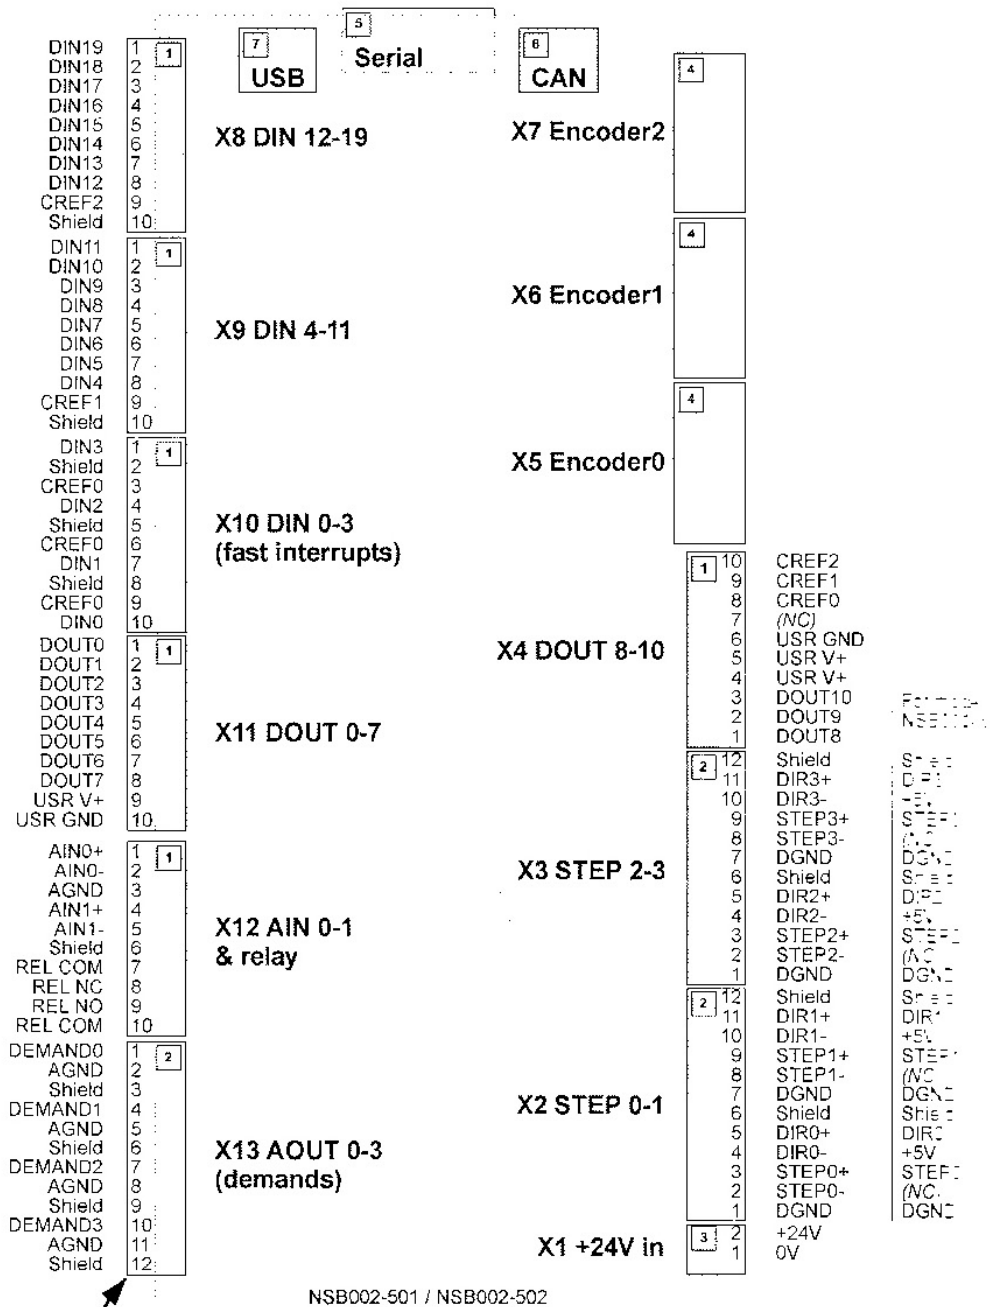 5
Serial
7
USB
6
CAN
DIN19 1
DIN18 2
DIN17 3
DIN16 4
DIN15 5
DIN14 6
DIN13 7
DIN12 8
CREF2 9
Shield 10
1
X8 DIN 12-19
DIN11 1
DIN10 2
DIN9 3
DIN8 4
DIN7 5
DIN6 6
DIN5 7
DIN4 8
CREF1 9
Shield 10
1
X9 DIN 4-11
DIN3 1
Shield 2
CREF0 3
DIN2 4
Shield 5
CREF0 6
DIN1 7
Shield 8
CREF0 9
DIN0 10
1
X10 DIN 0-3
(fast interrupts)
DOUT0 1
DOUT1 2
DOUT2 3
DOUT3 4
DOUT4 5
DOUT5 6
DOUT6 7
DOUT7 8
USR V+ 9
USR GND 10
1
X11 DOUT 0-7
AIN0+ 1
AIN0- 2
AGND 3
AIN1+ 4
AIN1- 5
Shield 6
REL COM 7
REL NC 8
REL NO 9
REL COM 10
1
X12 AIN 0-1
& relay
DEMAND0 1
AGND 2
Shield 3
DEMAND1 4
AGND 5
Shield 6
DEMAND2 7
AGND 8
Shield 9
DEMAND3 10
AGND 11
Shield 12
2
X13 AOUT 0-3
(demands)
4
X7 Encoder2
4
X6 Encoder1
4
X5 Encoder0
1
X4 DOUT 8-10
10 CREF2
9 CREF1
8 CREF0
7 (NC)
6 USR GND
5 USR V+
4 USR V+
3 DOUT10
2 DOUT9
1 DOUT8
2
X3 STEP 2-3
12 Shield
11 DIR3+
10 DIR3-
9 STEP3+
8 STEP3-
7 DGND
6 Shield
5 DIR2+
4 DIR2-
3 STEP2+
2 STEP2-
1 DGND
2
X2 STEP 0-1
12 Shield
11 DIR1+
10 DIR1-
9 STEP1+
8 STEP1-
7 DGND
6 Shield
5 DIR0+
4 DIR0- +5V
3 STEP0+
2 STEP0-
1 DGND
3
X1 +24V in
2 +24V
1 0V
NSB002-501 / NSB002-502